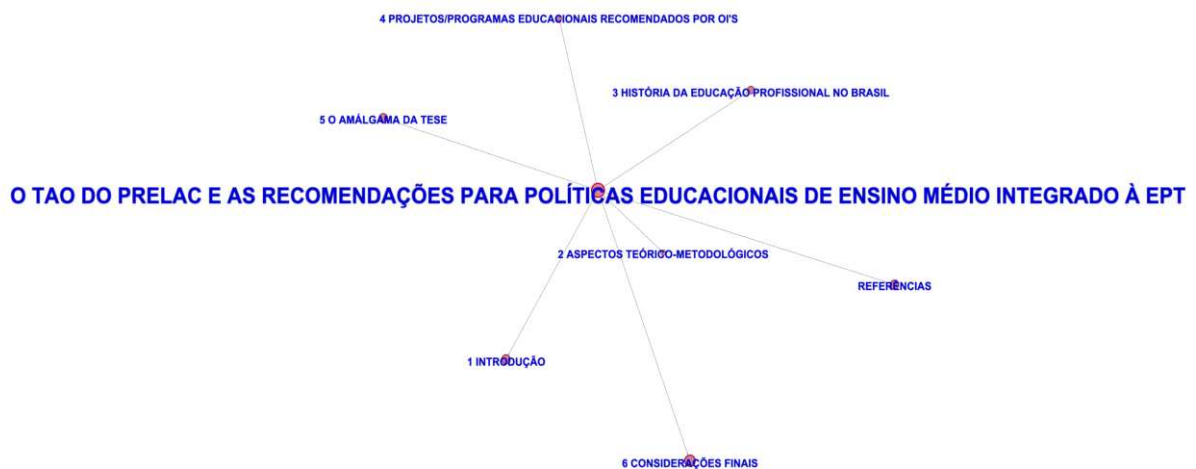 4 PROJETOS/PROGRAMAS EDUCACIONAIS RECOMENDADOS POR OI'S
3 HISTÓRIA DA EDUCAÇÃO PROFISSIONAL NO BRASIL
5 O AMÁLGAMA DA TESE
O TAO DO PRELAC E AS RECOMENDAÇÕES PARA POLÍTICAS EDUCACIONAIS DE ENSINO MÉDIO INTEGRADO À EPT
2 ASPECTOS TEÓRICO-METODOLÓGICOS
REFERÊNCIAS
1 INTRODUÇÃO
6 CONSIDERAÇÕES FINAIS